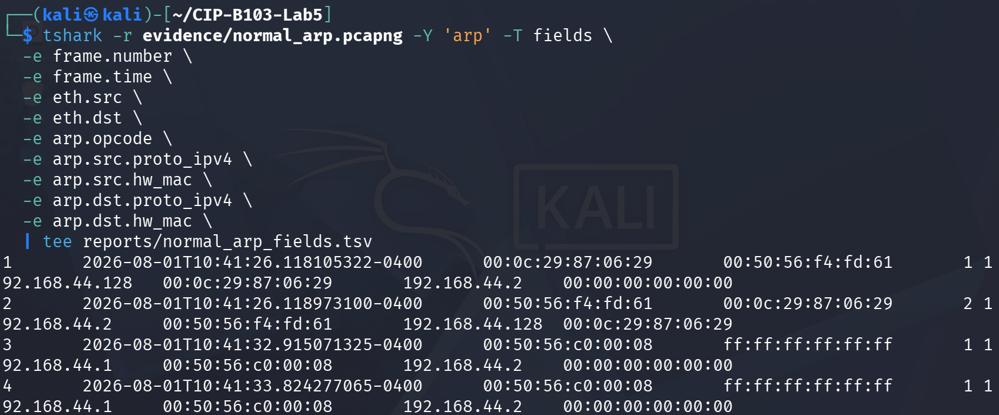 ┌──(kali㉿kali)-[~/CIP-B103-Lab5]
└─$ tshark -r evidence/normal_arp.pcapng -Y 'arp' -T fields \
  -e frame.number \
  -e frame.time \
  -e eth.src \
  -e eth.dst \
  -e arp.opcode \
  -e arp.src.proto_ipv4 \
  -e arp.src.hw_mac \
  -e arp.dst.proto_ipv4 \
  -e arp.dst.hw_mac \
  | tee reports/normal_arp_fields.tsv
KALI
1       2026-08-01T10:41:26.118105322-0400      00:0c:29:87:06:29       00:50:56:f4:fd:61       1 1
92.168.44.128   00:0c:29:87:06:29       192.168.44.2    00:00:00:00:00:00
2       2026-08-01T10:41:26.118973100-0400      00:50:56:f4:fd:61       00:0c:29:87:06:29       2 1
92.168.44.2     00:50:56:f4:fd:61       192.168.44.128  00:0c:29:87:06:29
3       2026-08-01T10:41:32.915071325-0400      00:50:56:c0:00:08       ff:ff:ff:ff:ff:ff       1 1
92.168.44.1     00:50:56:c0:00:08       192.168.44.2    00:00:00:00:00:00
4       2026-08-01T10:41:33.824277065-0400      00:50:56:c0:00:08       ff:ff:ff:ff:ff:ff       1 1
92.168.44.1     00:50:56:c0:00:08       192.168.44.2    00:00:00:00:00:00